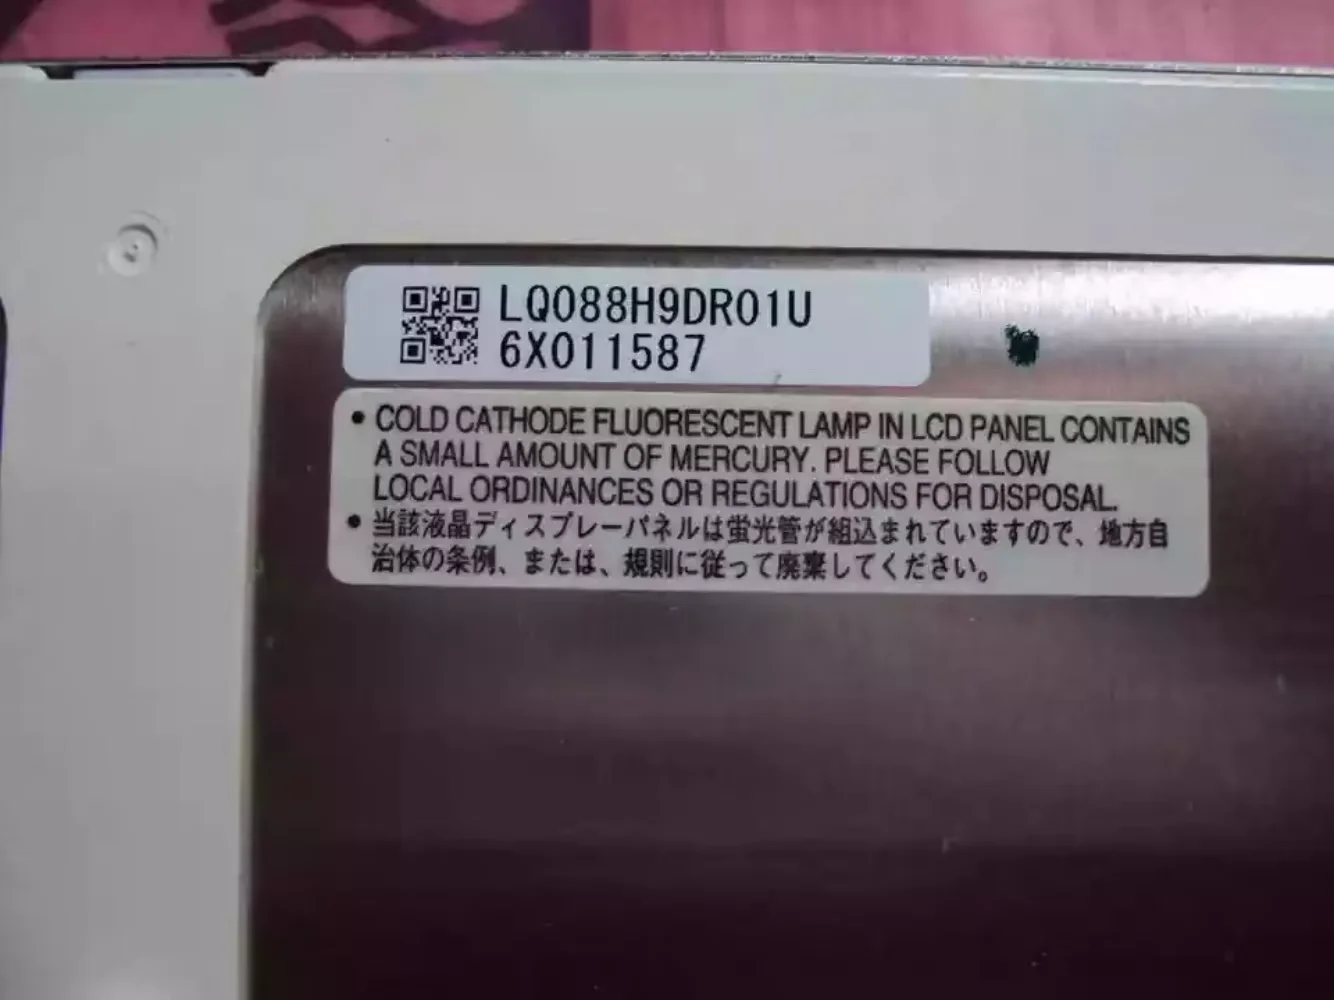 LQ088H9DR01U
6X011587
• COLD CATHODE FLUORESCENT LAMP IN LCD PANEL CONTAINS
A SMALL AMOUNT OF MERCURY. PLEASE FOLLOW
LOCAL ORDINANCES OR REGULATIONS FOR DISPOSAL.
• 当該液晶ディスプレーパネルは蛍光管が組込まれていますので、地方自
治体の条例、または、規則に従って廃棄してください。